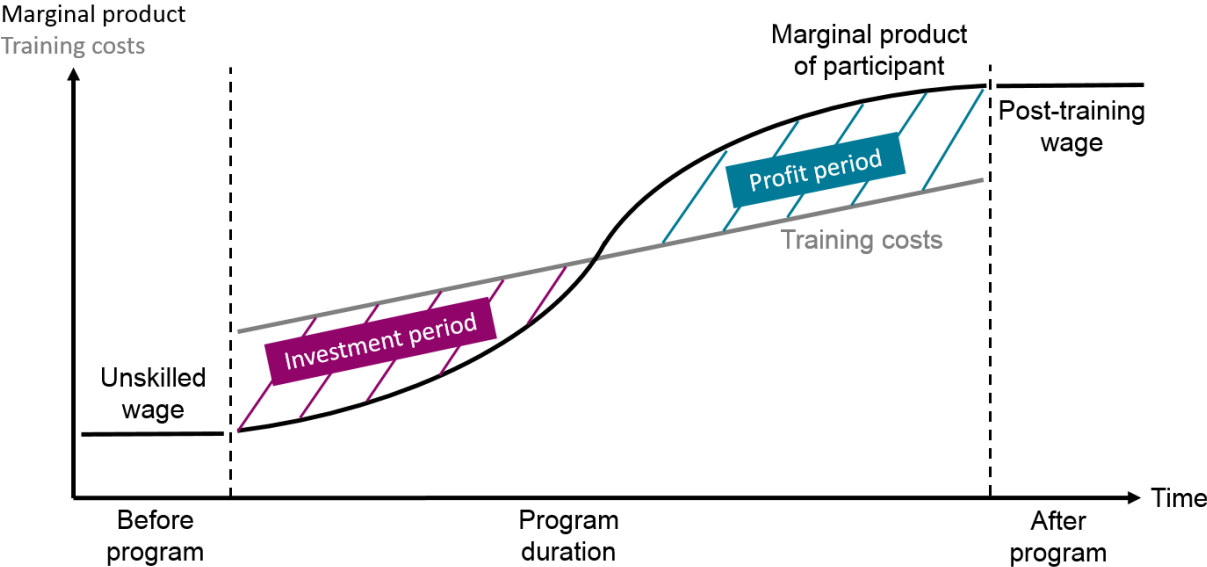 Marginal product
Training costs
Marginal product
of participant
Post-training
wage
Profit period
Training costs
Investment period
Unskilled
wage
Time
Before
program
Program
duration
After
program